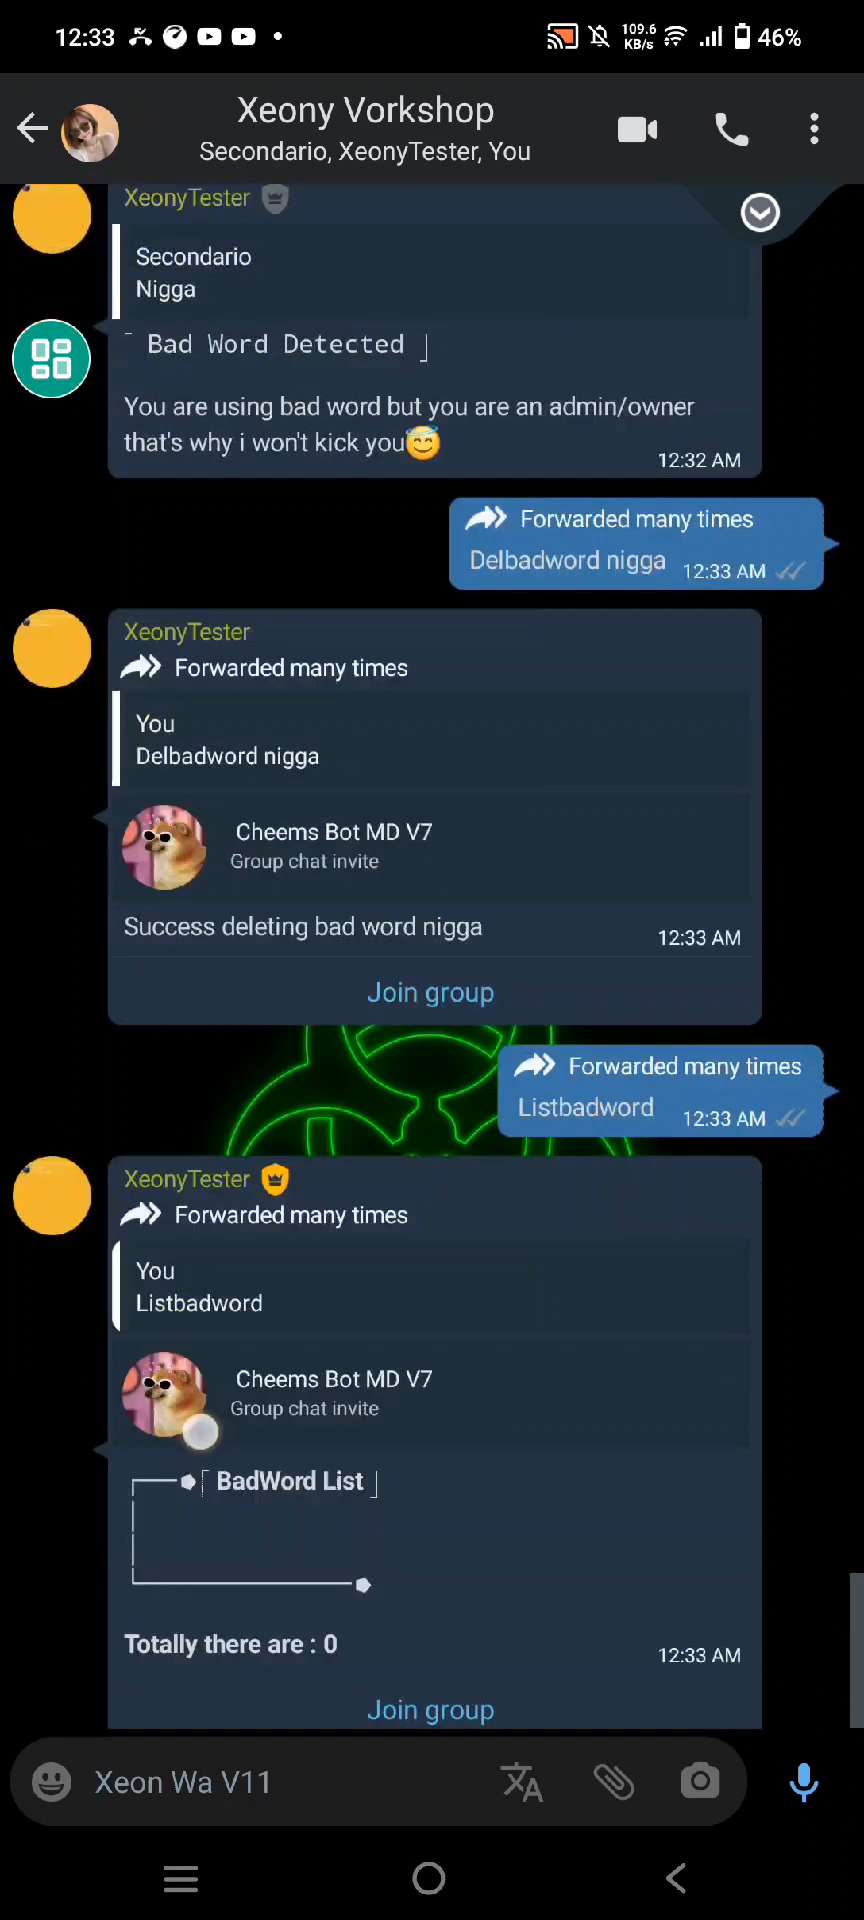 12:33
109.6
KB/s
46%
Xeony Vorkshop
Secondario, XeonyTester, You
XeonyTester
Secondario
Nigga
「 Bad Word Detected 」
You are using bad word but you are an admin/owner
that's why i won't kick you😇
12:32 AM
Forwarded many times
Delbadword nigga
12:33 AM
XeonyTester
Forwarded many times
You
Delbadword nigga
Cheems Bot MD V7
Group chat invite
Success deleting bad word nigga
12:33 AM
Join group
Forwarded many times
Listbadword
12:33 AM
XeonyTester
Forwarded many times
You
Listbadword
Cheems Bot MD V7
Group chat invite
┌──⬟「 BadWord List 」
Totally there are : 0
12:33 AM
Join group
Xeon Wa V11